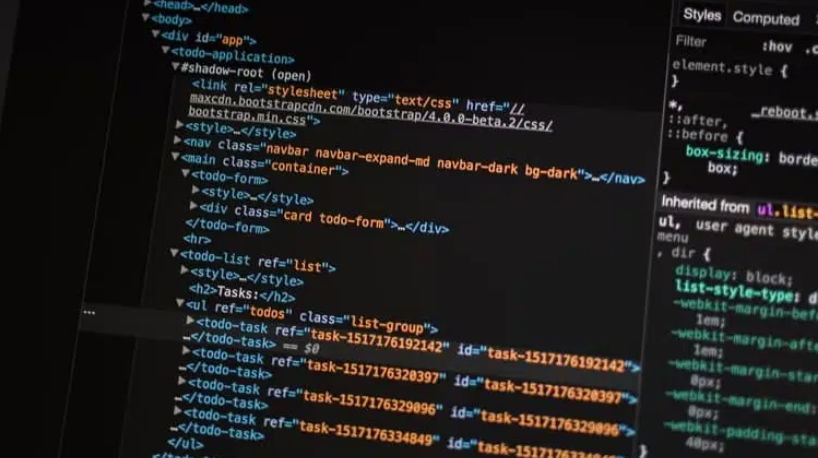 <head>…</head>
<body>
<div id="app">
<todo-application>
#shadow-root (open)
<link rel="stylesheet" type="text/css" href="//
maxcdn.bootstrapcdn.com/bootstrap/4.0.0-beta.2/css/
bootstrap.min.css">
<style>…</style>
<nav class="navbar navbar-expand-md navbar-dark bg-dark">…</nav>
<main class="container">
<todo-form>
<style>…</style>
<div class="card todo-form">…</div>
</todo-form>
<hr>
<todo-list ref="list">
<style>…</style>
<h2>Tasks:</h2>
<ul ref="todos" class="list-group">
<todo-task ref="task-1517176192142" id="task-1517176192142">
…</todo-task> == $0
<todo-task ref="task-1517176320397" id="task-1517176320397">
…</todo-task>
<todo-task ref="task-1517176329096" id="task-1517176329096">
…</todo-task>
<todo-task ref="task-1517176334849" id="task-
…</todo-task>
</ul>
Styles Computed
Filter :hov
element.style {
}
*, _reboot.s
::after,
::before {
box-sizing: borde
box;
}
Inherited from ul.list-
ul, user agent style
menu
, dir {
display: block;
list-style-type: d
-webkit-margin-bef
1em;
-webkit-margin-afte
1em;
-webkit-margin-star
0px;
-webkit-margin-end:
0px;
-webkit-padding-sta
40px;
}